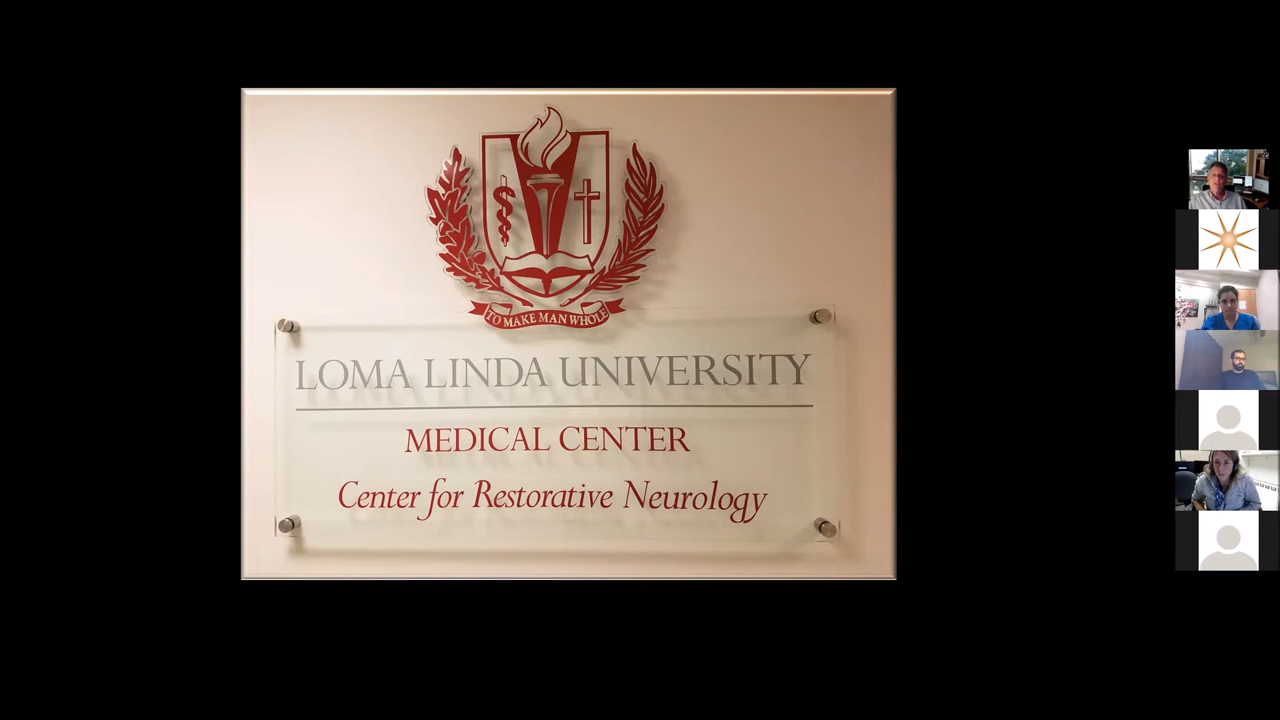 TO MAKE MAN WHOLE
LOMA LINDA UNIVERSITY
MEDICAL CENTER
Center for Restorative Neurology